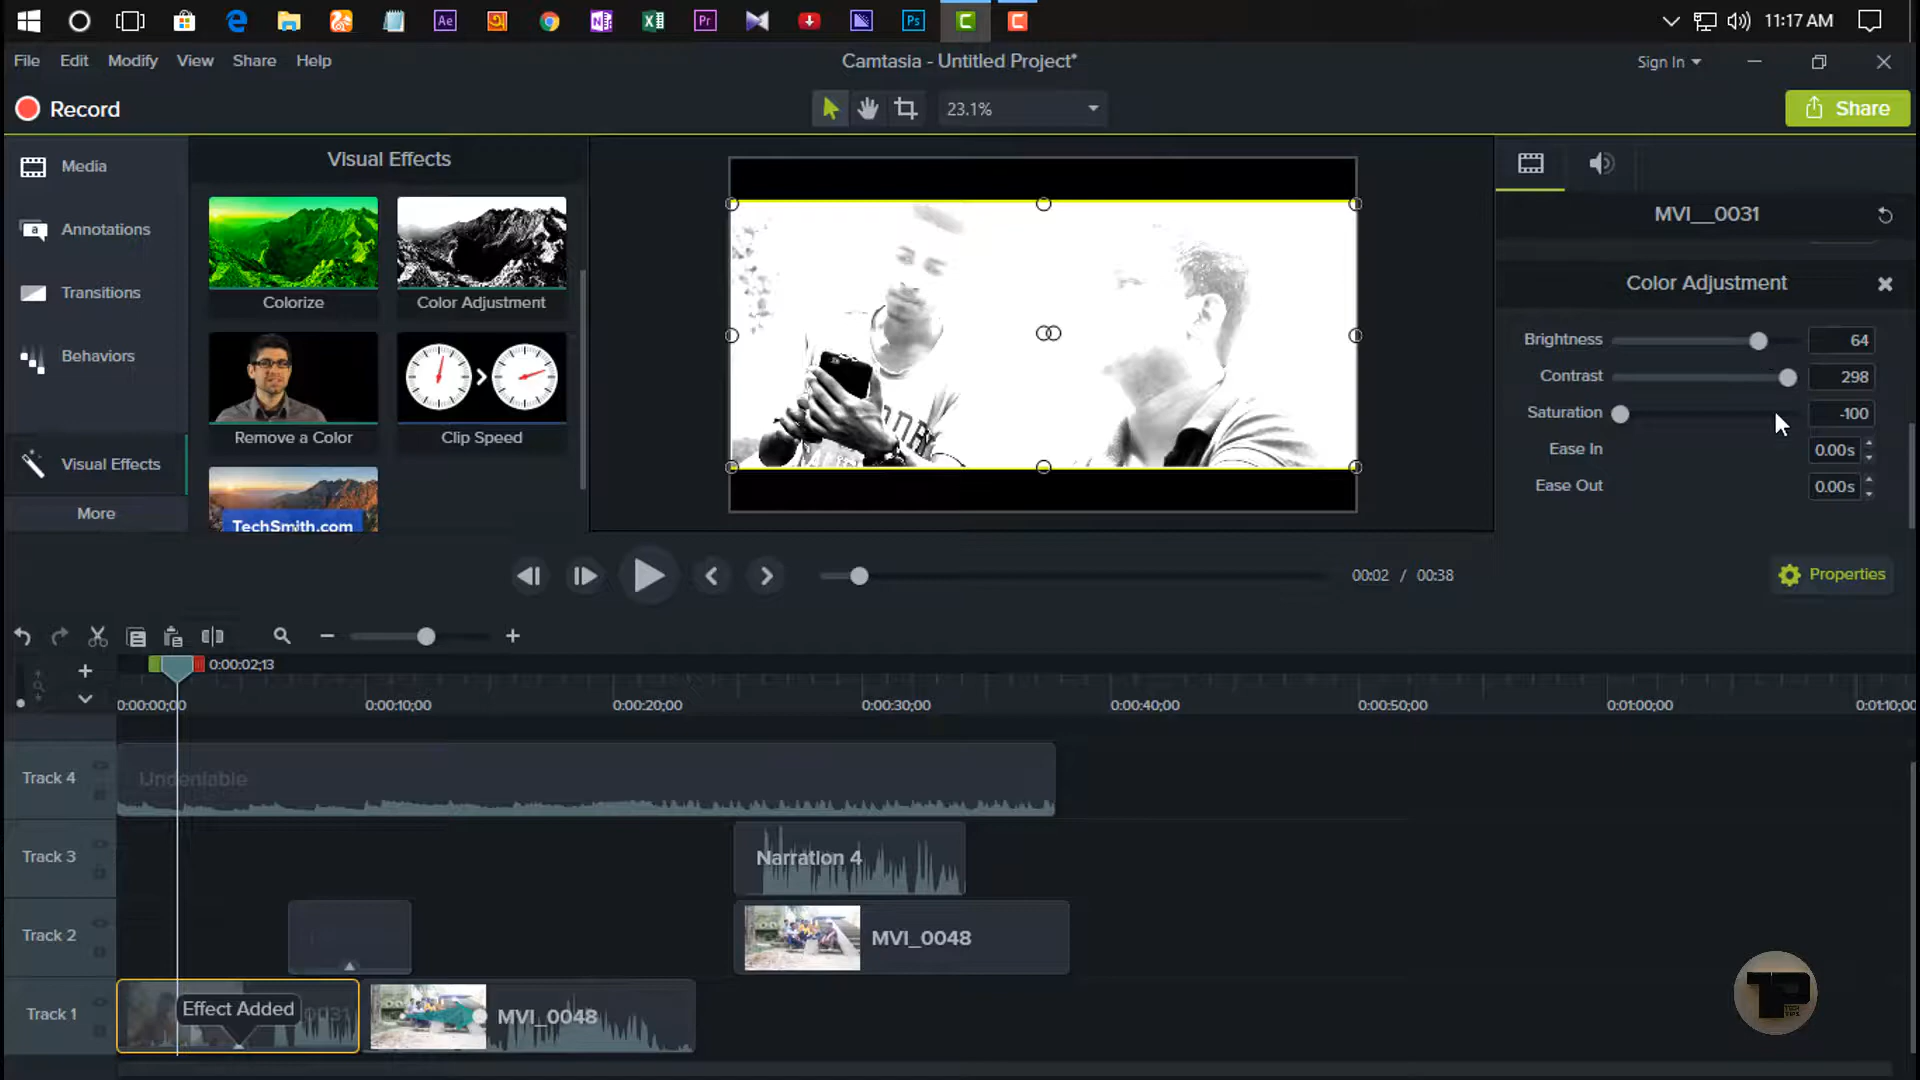 Ae
Pr
Ps
C
C
11:17 AM
File
Edit
Modify
View
Share
Help
Camtasia - Untitled Project*
Sign In
Record
23.1%
Share
Media
Annotations
Transitions
Behaviors
Visual Effects
More
Visual Effects
Colorize
Color Adjustment
Remove a Color
Clip Speed
TechSmith.com
MVI__0031
Color Adjustment
Brightness
64
Contrast
298
Saturation
-100
Ease In
0.00s
Ease Out
0.00s
00:02 / 00:38
Properties
0:00:02;13
0:00:00;00
0:00:10;00
0:00:20;00
0:00:30;00
0:00:40;00
0:00:50;00
0:01:00;00
0:01:10;00
Track 4
Undeniable
Track 3
Narration 4
Track 2
MVI_0048
Track 1
Effect Added
0031
MVI_0048